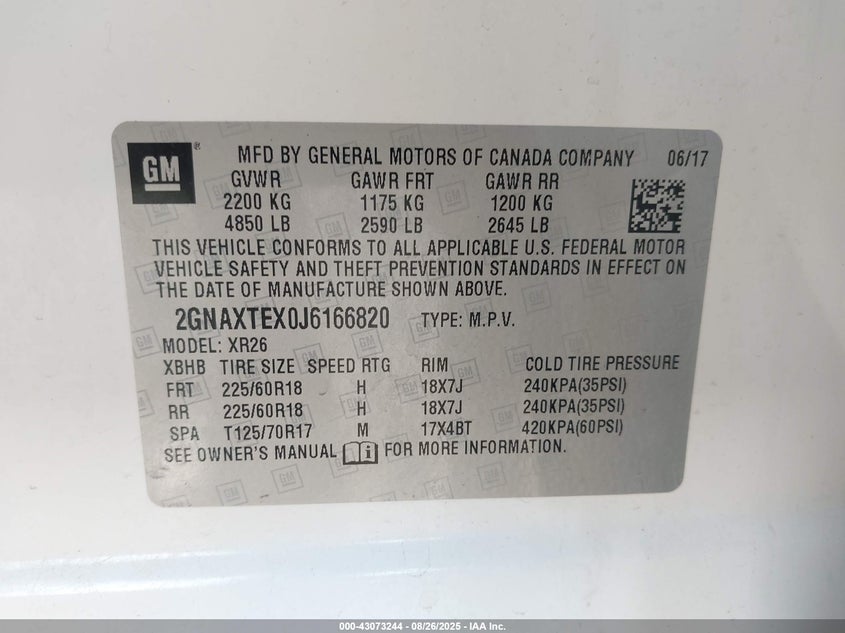 GM ® MFD BY GENERAL MOTORS OF CANADA COMPANY 06/17
GVWR GAWR FRT GAWR RR
2200 KG 1175 KG 1200 KG
4850 LB 2590 LB 2645 LB
THIS VEHICLE CONFORMS TO ALL APPLICABLE U.S. FEDERAL MOTOR
VEHICLE SAFETY AND THEFT PREVENTION STANDARDS IN EFFECT ON
THE DATE OF MANUFACTURE SHOWN ABOVE.
2GNAXTEX0J6166820 TYPE: M.P.V.
MODEL: XR26
XBHB TIRE SIZE SPEED RTG RIM COLD TIRE PRESSURE
FRT 225/60R18 H 18X7J 240KPA(35PSI)
RR 225/60R18 H 18X7J 240KPA(35PSI)
SPA T125/70R17 M 17X4BT 420KPA(60PSI)
SEE OWNER'S MANUAL i FOR MORE INFORMATION.
000-43073244 - 08/26/2025 - IAA Inc.